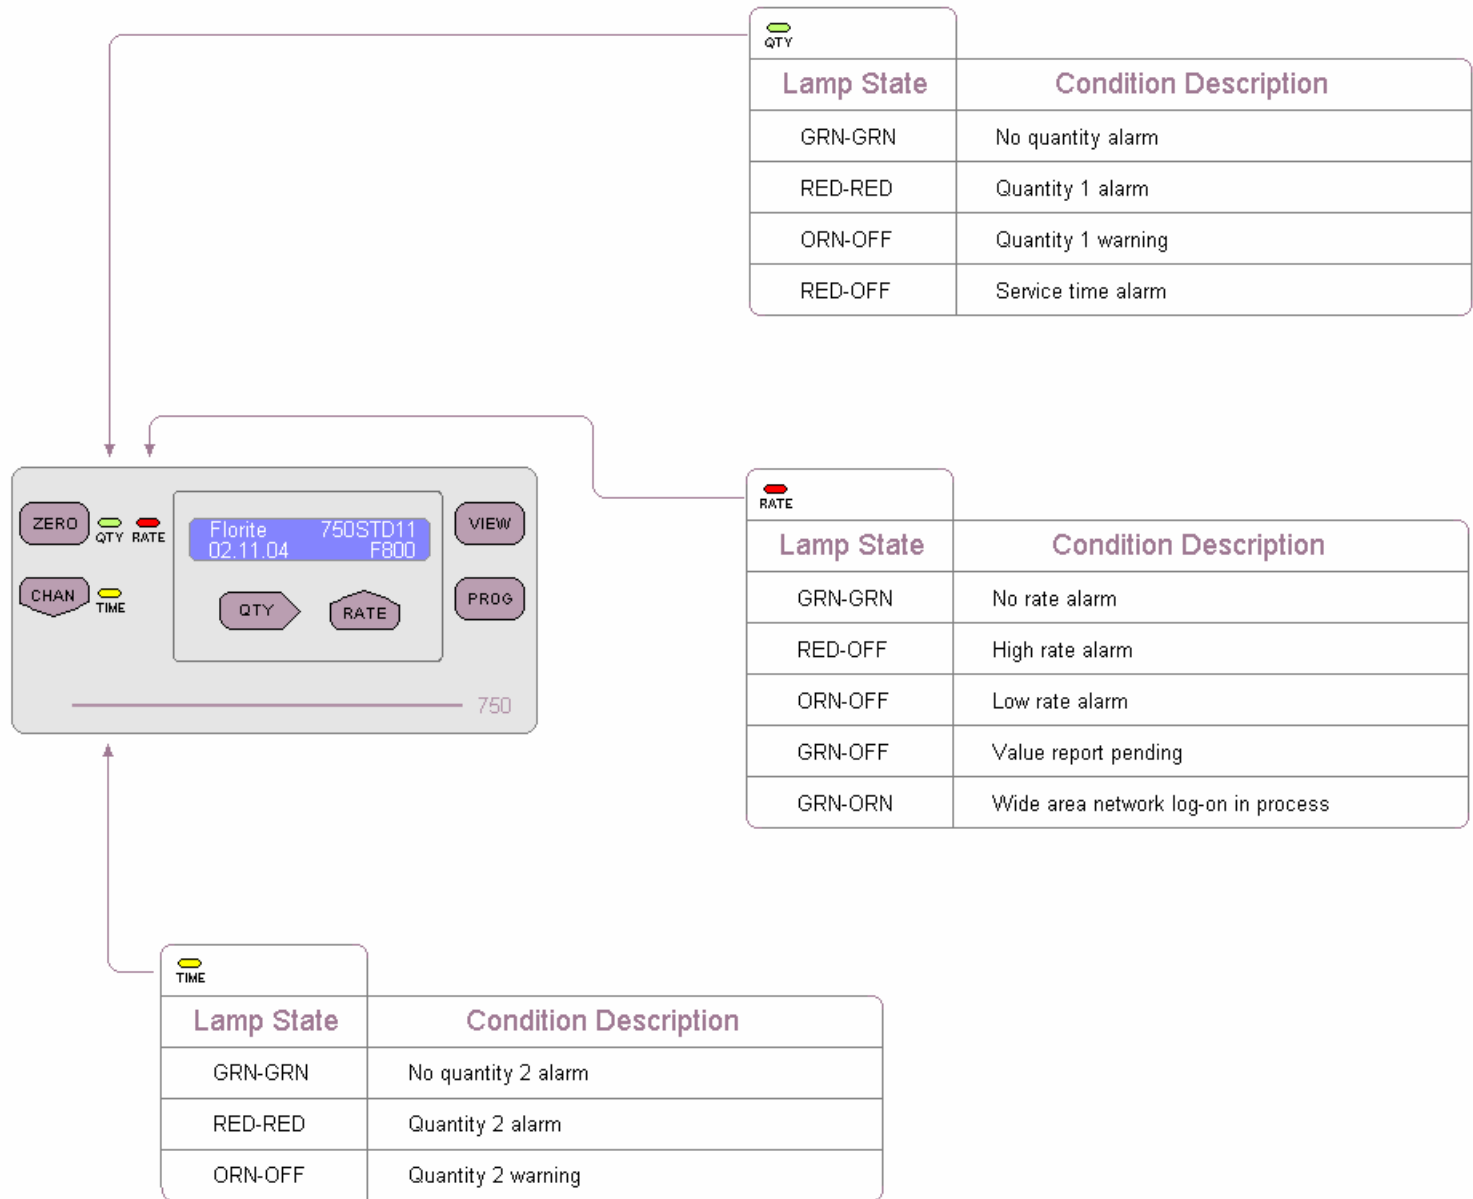 QTY
Lamp State Condition Description
GRN-GRN No quantity alarm
RED-RED Quantity 1 alarm
ORN-OFF Quantity 1 warning
RED-OFF Service time alarm
ZERO QTY RATE
Florite 750STD11
02.11.04 F800
VIEW
CHAN TIME
QTY RATE
PROG
750
RATE
Lamp State Condition Description
GRN-GRN No rate alarm
RED-OFF High rate alarm
ORN-OFF Low rate alarm
GRN-OFF Value report pending
GRN-ORN Wide area network log-on in process
TIME
Lamp State Condition Description
GRN-GRN No quantity 2 alarm
RED-RED Quantity 2 alarm
ORN-OFF Quantity 2 warning